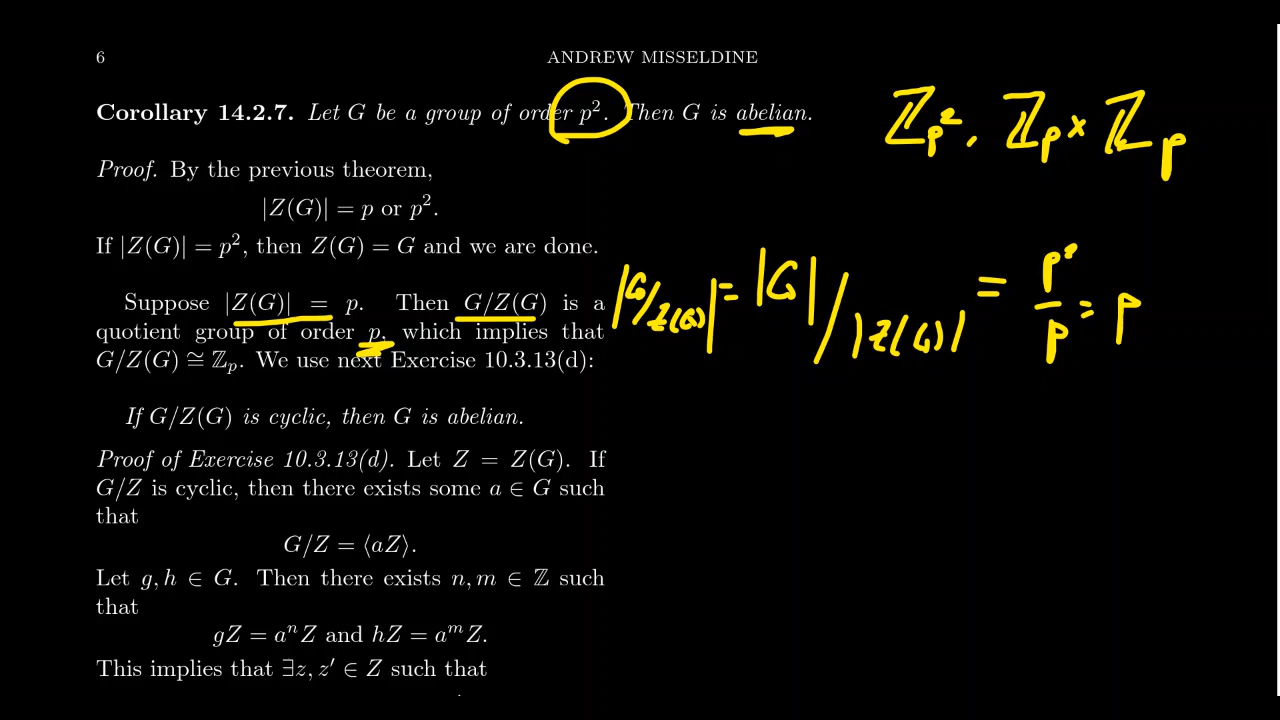 6 ANDREW MISSELDINE
Corollary 14.2.7. Let G be a group of order p². Then G is abelian.
ℤ_p², ℤ_p × ℤ_p
Proof. By the previous theorem,
|Z(G)| = p or p².
If |Z(G)| = p², then Z(G) = G and we are done.
Suppose |Z(G)| = p. Then G/Z(G) is a
quotient group of order p, which implies that
G/Z(G) ≅ ℤ_p. We use next Exercise 10.3.13(d):
|G/Z(G)| = |G| / |Z(G)| = p²/p = p
If G/Z(G) is cyclic, then G is abelian.
Proof of Exercise 10.3.13(d). Let Z = Z(G). If
G/Z is cyclic, then there exists some a ∈ G such
that
G/Z = ⟨aZ⟩.
Let g, h ∈ G. Then there exists n, m ∈ ℤ such
that
gZ = aⁿZ and hZ = aᵐZ.
This implies that ∃z, z′ ∈ Z such that